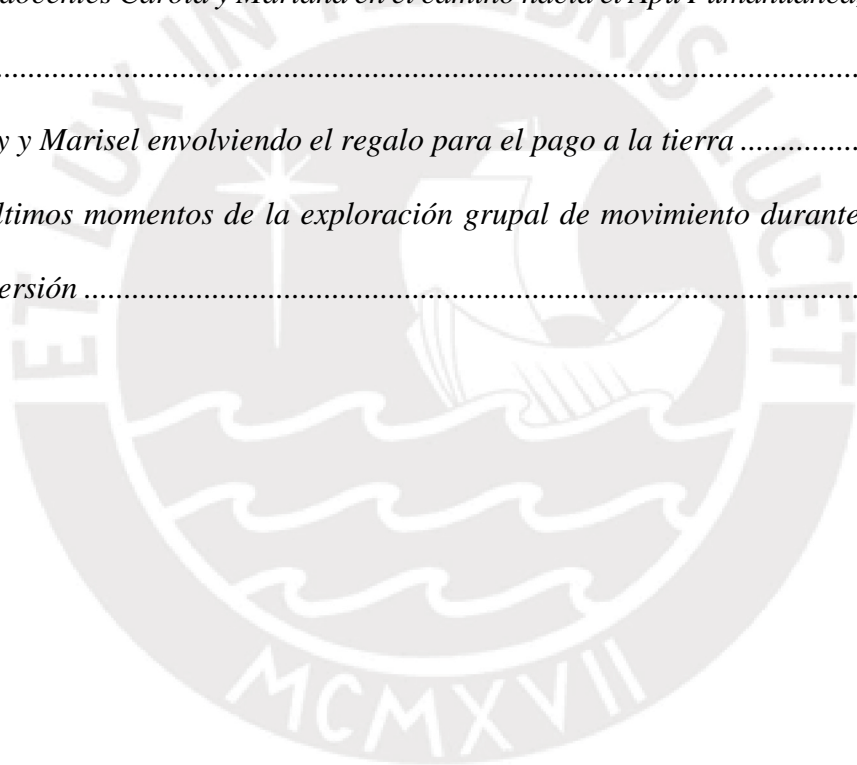 docentes Carola y Mariana en el camino hacia el Apu Pumahuanca,
................................................................................
y y Marisel envolviendo el regalo para el pago a la tierra ...............
ltimos momentos de la exploración grupal de movimiento durante
ersión ................................................................................
ET LUX IN TENEBRIS LUCET
MCMXVII